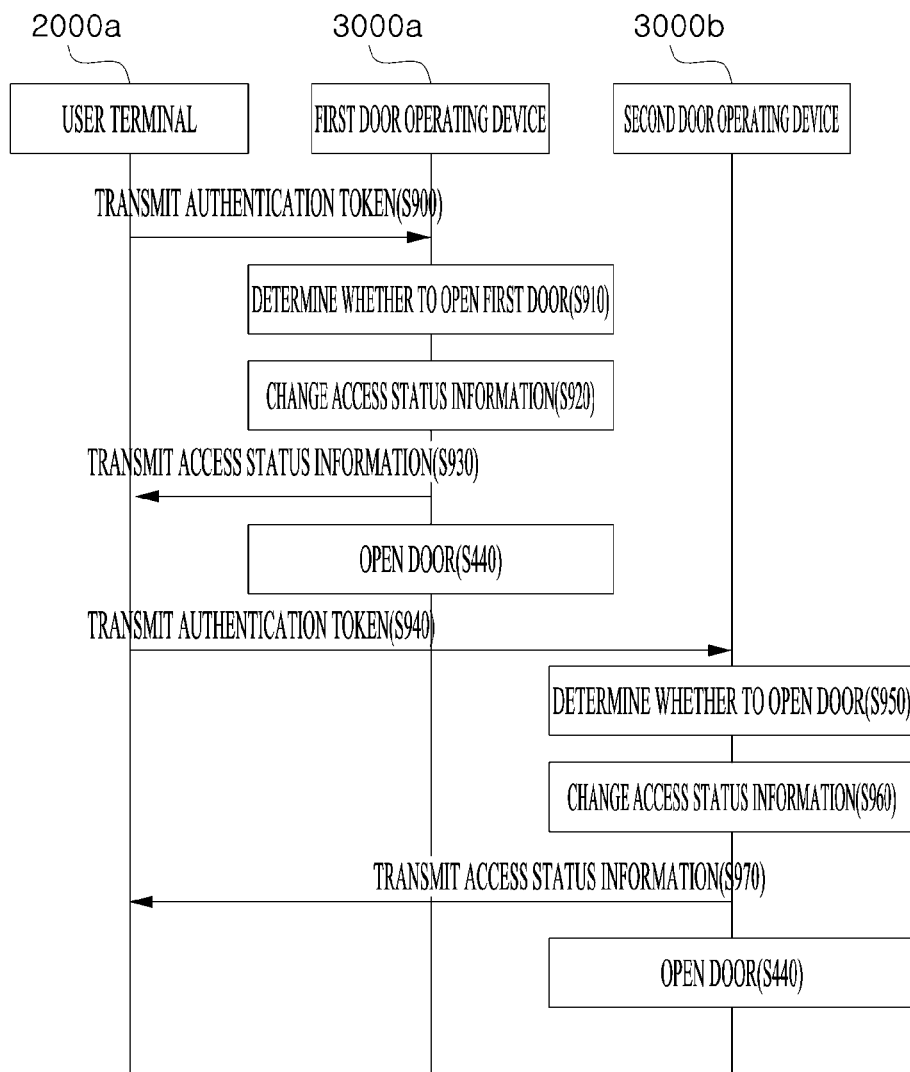 2000a
3000a
3000b
USER TERMINAL
FIRST DOOR OPERATING DEVICE
SECOND DOOR OPERATING DEVICE
TRANSMIT AUTHENTICATION TOKEN(S900)
DETERMINE WHETHER TO OPEN FIRST DOOR(S910)
CHANGE ACCESS STATUS INFORMATION(S920)
TRANSMIT ACCESS STATUS INFORMATION(S930)
OPEN DOOR(S440)
TRANSMIT AUTHENTICATION TOKEN(S940)
DETERMINE WHETHER TO OPEN DOOR(S950)
CHANGE ACCESS STATUS INFORMATION(S960)
TRANSMIT ACCESS STATUS INFORMATION(S970)
OPEN DOOR(S440)